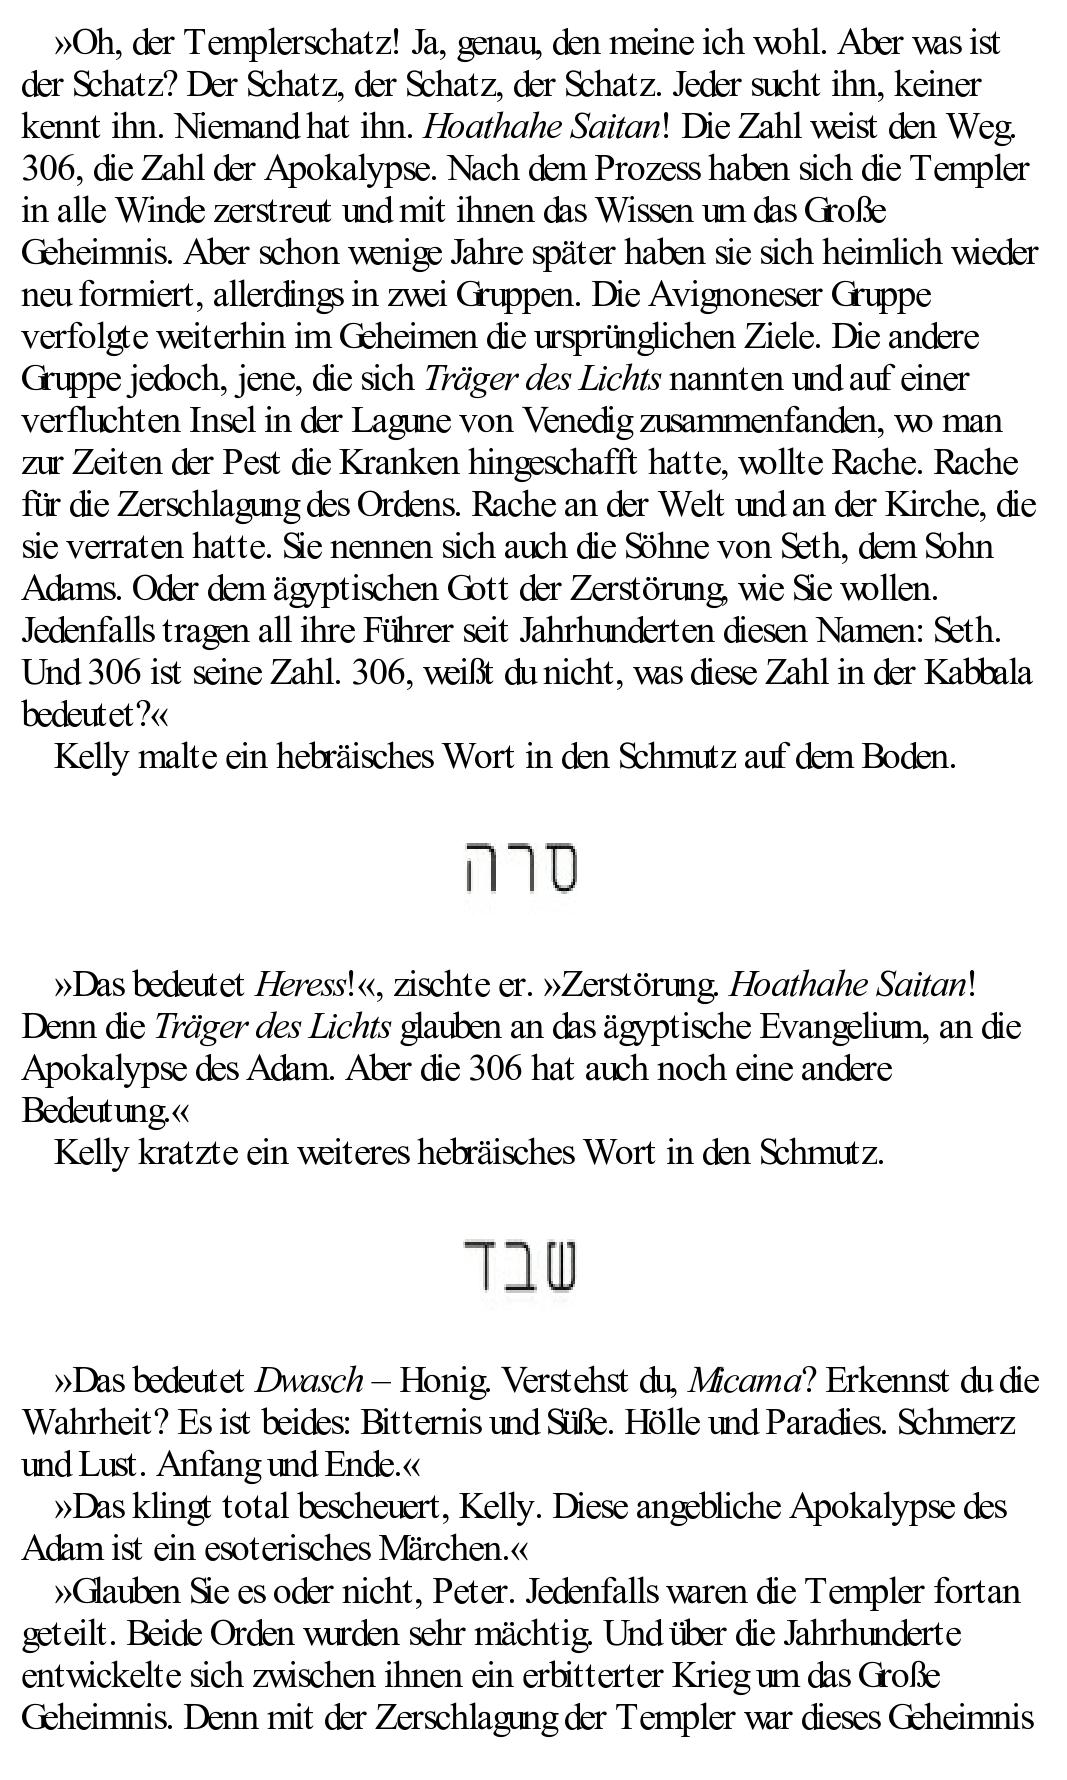 »Oh, der Templerschatz! Ja, genau, den meine ich wohl. Aber was ist
der Schatz? Der Schatz, der Schatz, der Schatz. Jeder sucht ihn, keiner
kennt ihn. Niemand hat ihn. Hoathahe Saitan! Die Zahl weist den Weg.
306, die Zahl der Apokalypse. Nach dem Prozess haben sich die Templer
in alle Winde zerstreut und mit ihnen das Wissen um das Große
Geheimnis. Aber schon wenige Jahre später haben sie sich heimlich wieder
neu formiert, allerdings in zwei Gruppen. Die Avignoneser Gruppe
verfolgte weiterhin im Geheimen die ursprünglichen Ziele. Die andere
Gruppe jedoch, jene, die sich Träger des Lichts nannten und auf einer
verfluchten Insel in der Lagune von Venedig zusammenfanden, wo man
zur Zeiten der Pest die Kranken hingeschafft hatte, wollte Rache. Rache
für die Zerschlagung des Ordens. Rache an der Welt und an der Kirche, die
sie verraten hatte. Sie nennen sich auch die Söhne von Seth, dem Sohn
Adams. Oder dem ägyptischen Gott der Zerstörung, wie Sie wollen.
Jedenfalls tragen all ihre Führer seit Jahrhunderten diesen Namen: Seth.
Und 306 ist seine Zahl. 306, weißt du nicht, was diese Zahl in der Kabbala
bedeutet?«
Kelly malte ein hebräisches Wort in den Schmutz auf dem Boden.
סרה
»Das bedeutet Heress!«, zischte er. »Zerstörung. Hoathahe Saitan!
Denn die Träger des Lichts glauben an das ägyptische Evangelium, an die
Apokalypse des Adam. Aber die 306 hat auch noch eine andere
Bedeutung.«
Kelly kratzte ein weiteres hebräisches Wort in den Schmutz.
שבד
»Das bedeutet Dwasch – Honig. Verstehst du, Micama? Erkennst du die
Wahrheit? Es ist beides: Bitternis und Süße. Hölle und Paradies. Schmerz
und Lust. Anfang und Ende.«
»Das klingt total bescheuert, Kelly. Diese angebliche Apokalypse des
Adam ist ein esoterisches Märchen.«
»Glauben Sie es oder nicht, Peter. Jedenfalls waren die Templer fortan
geteilt. Beide Orden wurden sehr mächtig. Und über die Jahrhunderte
entwickelte sich zwischen ihnen ein erbitterter Krieg um das Große
Geheimnis. Denn mit der Zerschlagung der Templer war dieses Geheimnis